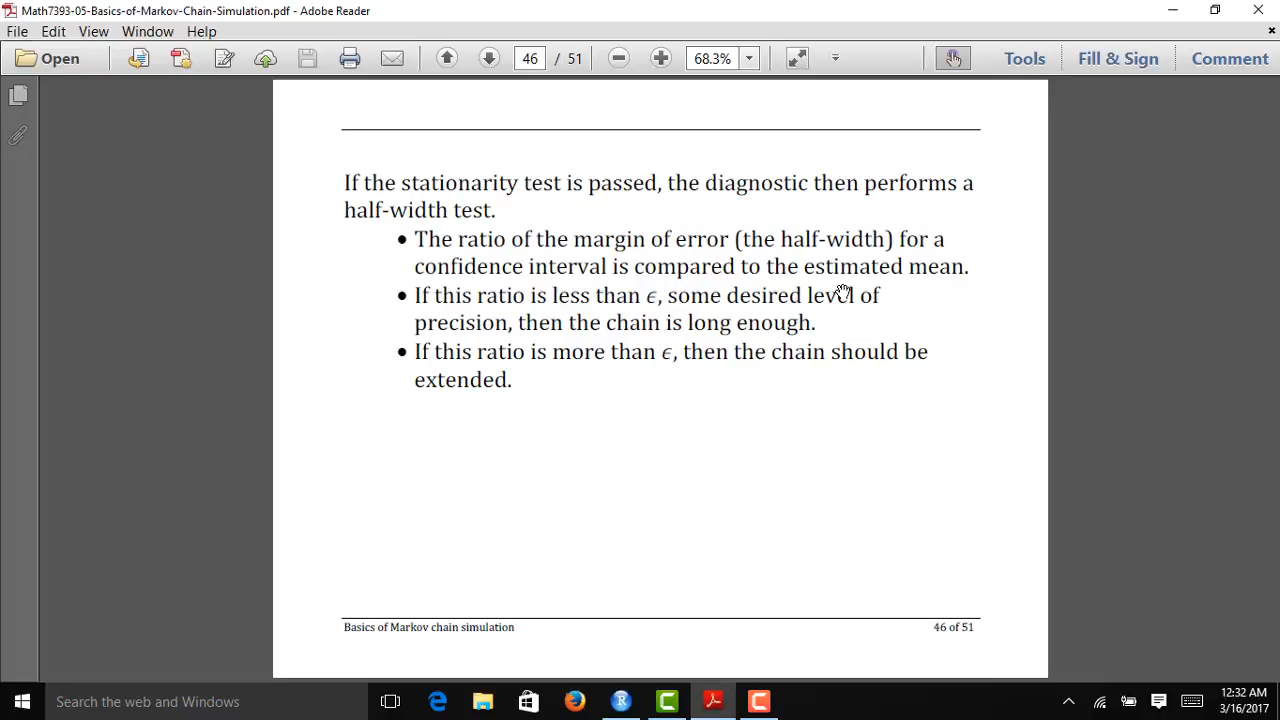 Math7393-05-Basics-of-Markov-Chain-Simulation.pdf - Adobe Reader
File Edit View Window Help
Open 46 / 51 68.3% Tools Fill & Sign Comment
If the stationarity test is passed, the diagnostic then performs a
half-width test.
• The ratio of the margin of error (the half-width) for a
confidence interval is compared to the estimated mean.
• If this ratio is less than ϵ, some desired level of
precision, then the chain is long enough.
• If this ratio is more than ϵ, then the chain should be
extended.
Basics of Markov chain simulation 46 of 51
Search the web and Windows
12:32 AM
3/16/2017